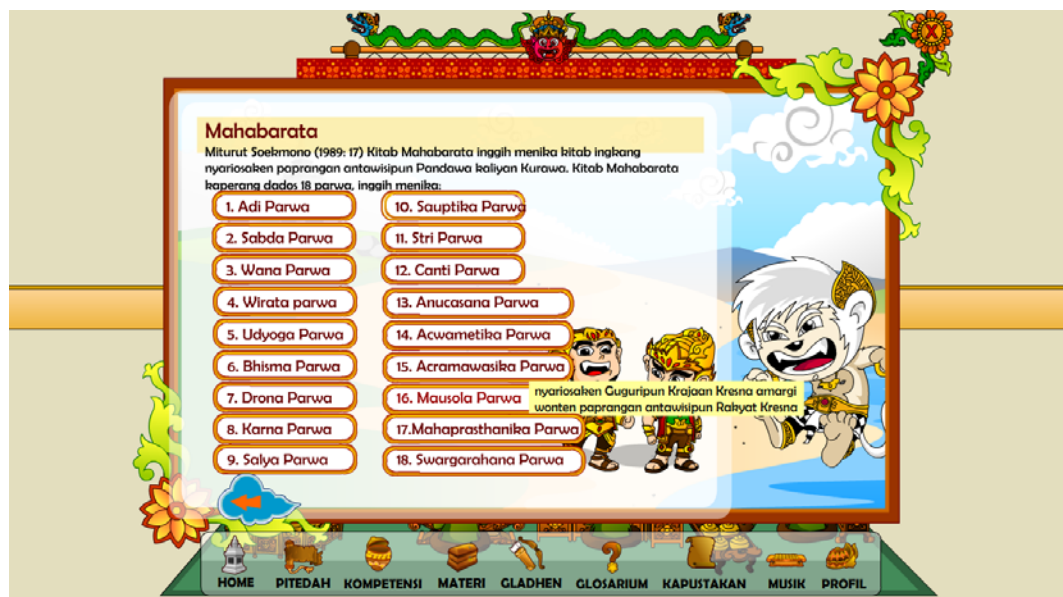 X
Mahabarata
Miturut Soekmono (1989: 17) Kitab Mahabarata inggih menika kitab ingkang
nyariosaken paprangan antawisipun Pandawa kaliyan Kurawa. Kitab Mahabarata
kaperang dados 18 parwa, inggih menika:
1. Adi Parwa
2. Sabda Parwa
3. Wana Parwa
4. Wirata parwa
5. Udyoga Parwa
6. Bhisma Parwa
7. Drona Parwa
8. Karna Parwa
9. Salya Parwa
10. Sauptika Parwa
11. Stri Parwa
12. Canti Parwa
13. Anucasana Parwa
14. Acwametika Parwa
15. Acramawasika Parwa
16. Mausola Parwa
17.Mahaprasthanika Parwa
18. Swargarahana Parwa
nyariosaken Guguripun Krajaan Kresna amargi
wonten paprangan antawisipun Rakyat Kresna
HOME PITEDAH KOMPETENSI MATERI GLADHEN GLOSARIUM KAPUSTAKAN MUSIK PROFIL